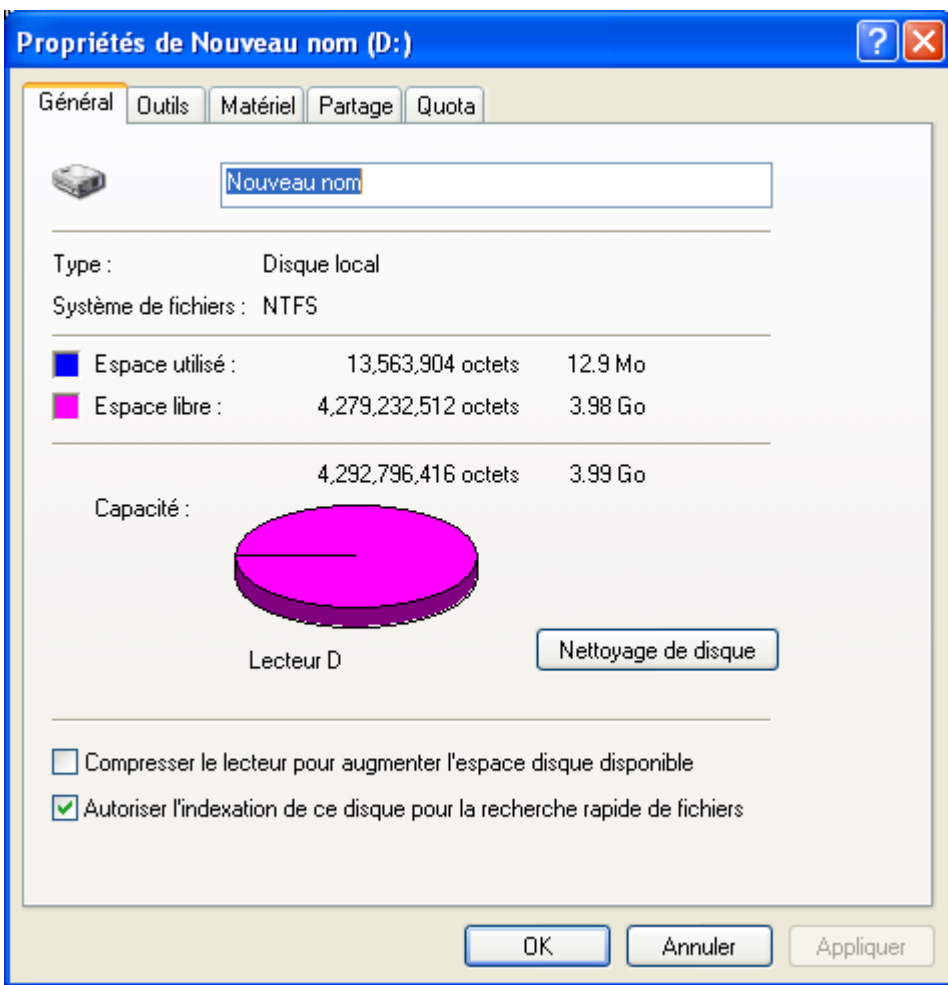 Propriétés de Nouveau nom (D:)
Général Outils Matériel Partage Quota
Nouveau nom
Type : Disque local
Système de fichiers : NTFS
Espace utilisé : 13,563,904 octets 12.9 Mo
Espace libre : 4,279,232,512 octets 3.98 Go
4,292,796,416 octets 3.99 Go
Capacité :
Lecteur D
Nettoyage de disque
Compresser le lecteur pour augmenter l'espace disque disponible
Autoriser l'indexation de ce disque pour la recherche rapide de fichiers
OK Annuler Appliquer